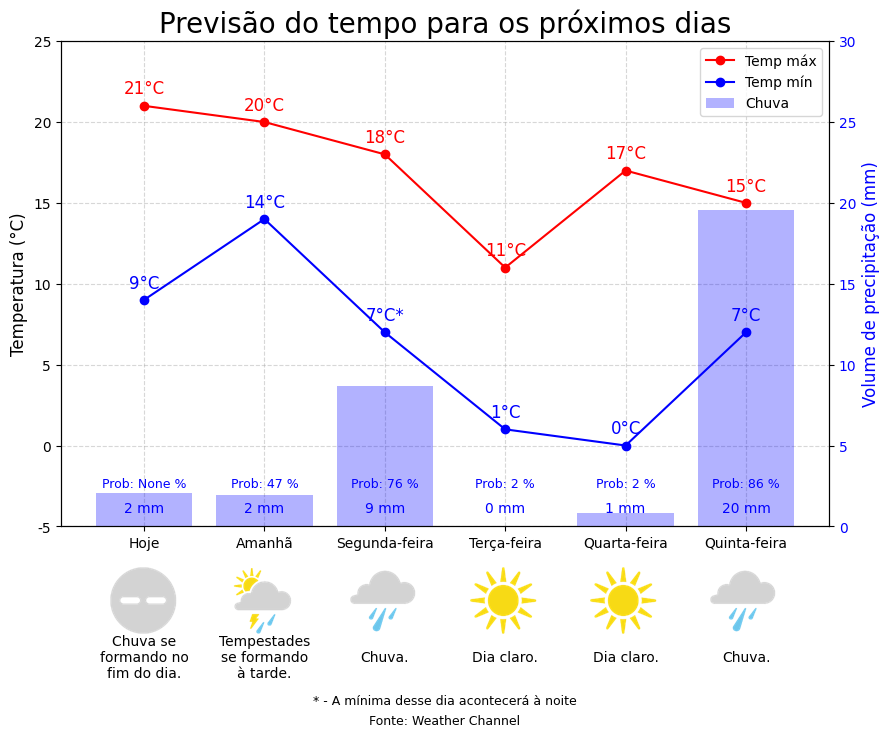 Previsão do tempo para os próximos dias
Temperatura (°C)
25
20
15
10
5
0
-5
Volume de precipitação (mm)
30
25
20
15
10
5
0
Temp máx
Temp mín
Chuva
21°C
20°C
18°C
11°C
17°C
15°C
9°C
14°C
7°C*
1°C
0°C
7°C
Prob: None %
Prob: 47 %
Prob: 76 %
Prob: 2 %
Prob: 2 %
Prob: 86 %
2 mm
2 mm
9 mm
0 mm
1 mm
20 mm
Hoje
Amanhã
Segunda-feira
Terça-feira
Quarta-feira
Quinta-feira
Chuva se
formando no
fim do dia.
Tempestades
se formando
à tarde.
Chuva.
Dia claro.
Dia claro.
Chuva.
* - A mínima desse dia acontecerá à noite
Fonte: Weather Channel